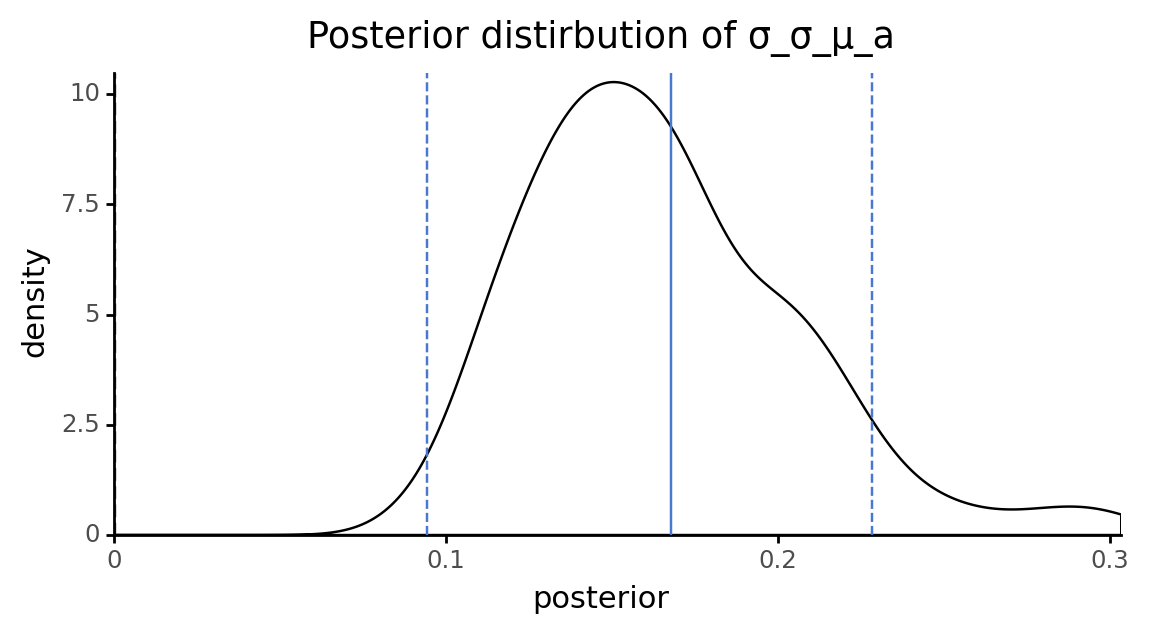 Posterior distirbution of σ_σ_μ_a
10
7.5
density
5
2.5
0
0 0.1 0.2 0.3
posterior